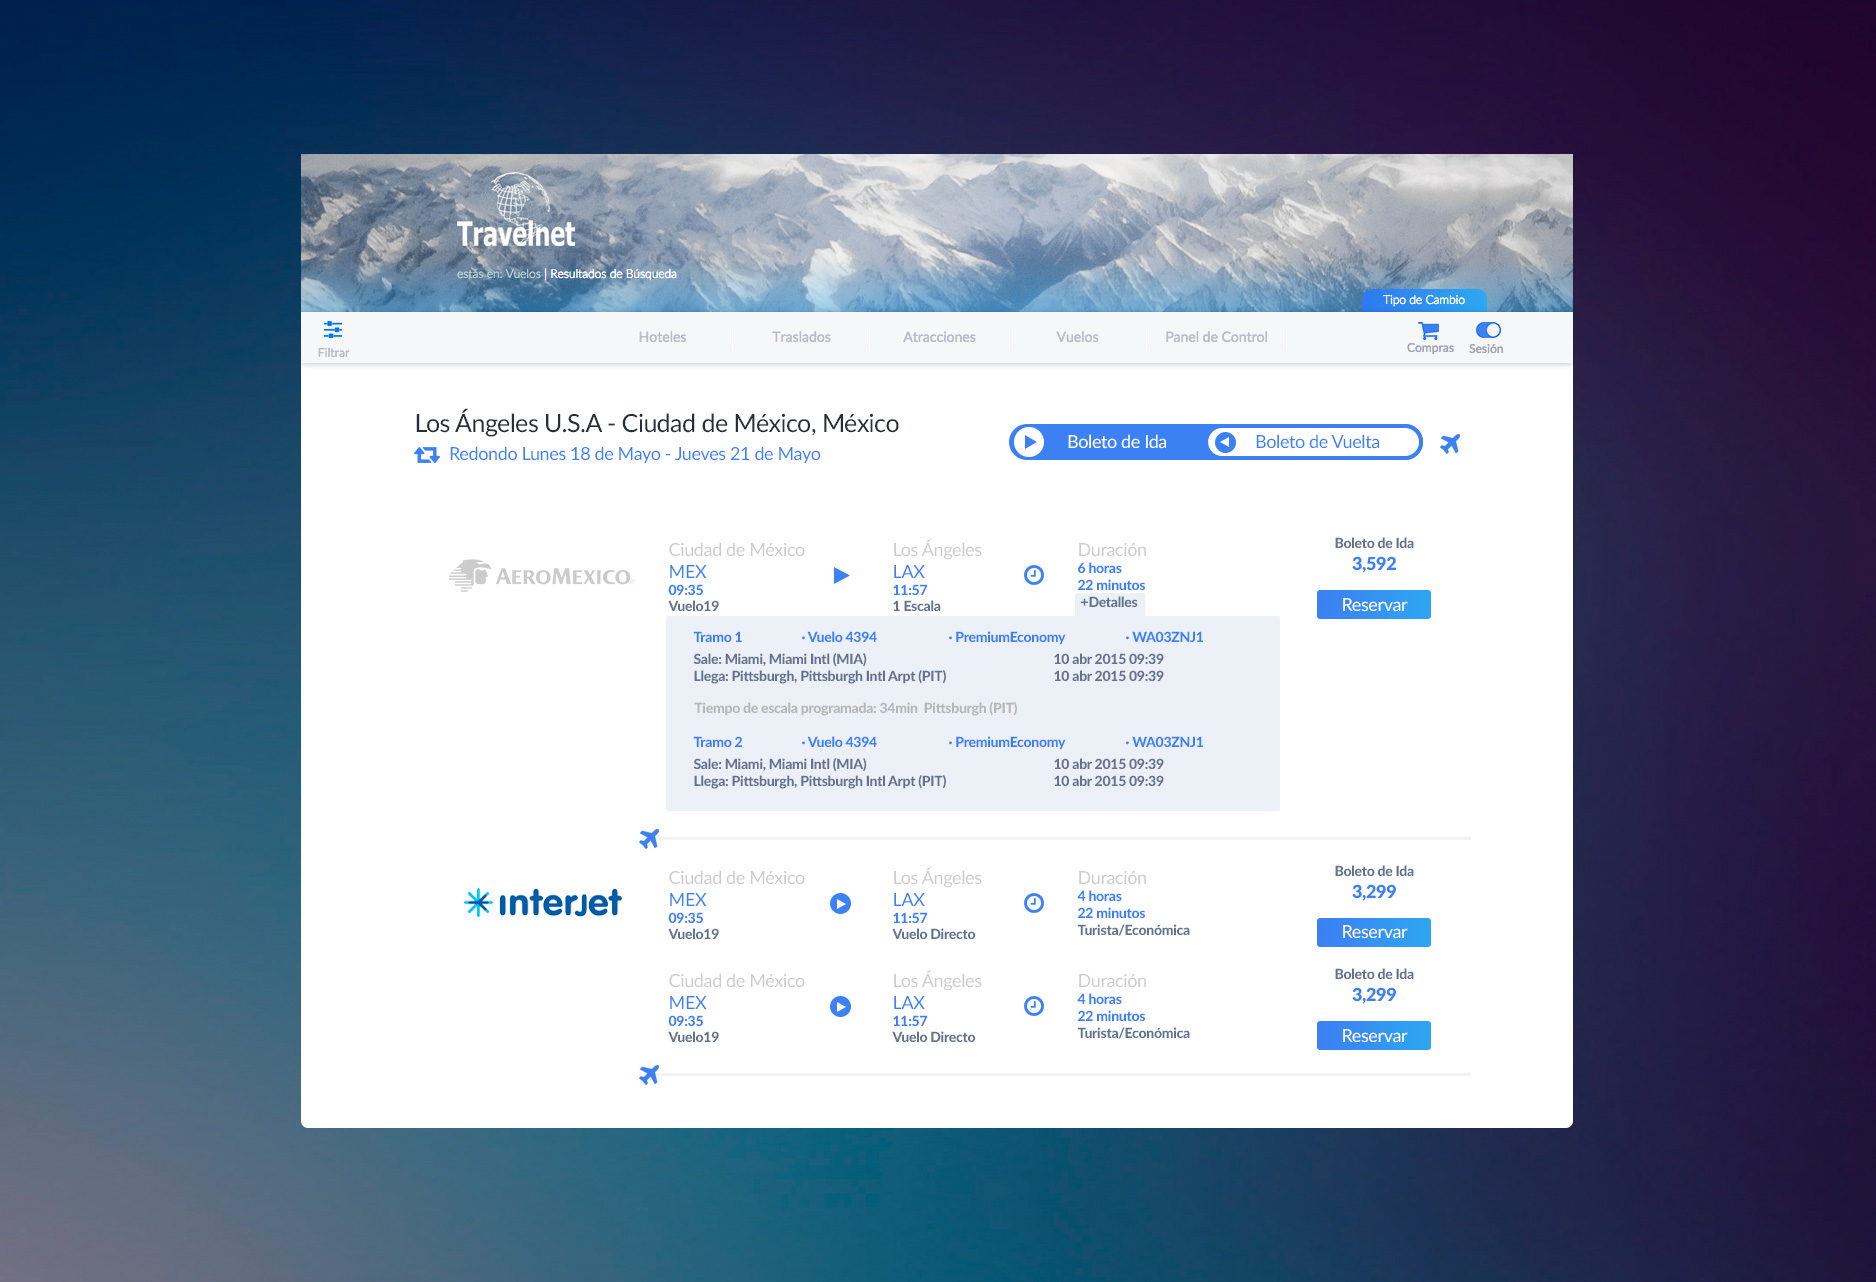 Travelnet
estás en: Vuelos | Resultados de Búsqueda
Tipo de Cambio
Filtrar
Hoteles
Traslados
Atracciones
Vuelos
Panel de Control
Compras
Sesión
Los Ángeles U.S.A - Ciudad de México, México
Redondo Lunes 18 de Mayo - Jueves 21 de Mayo
Boleto de Ida
Boleto de Vuelta
AEROMEXICO
Ciudad de México
MEX
09:35
Vuelo19
Los Ángeles
LAX
11:57
1 Escala
Duración
6 horas
22 minutos
+Detalles
Boleto de Ida
3,592
Reservar
Tramo 1 · Vuelo 4394 · PremiumEconomy · WA03ZNJ1
Sale: Miami, Miami Intl (MIA) 10 abr 2015 09:39
Llega: Pittsburgh, Pittsburgh Intl Arpt (PIT) 10 abr 2015 09:39
Tiempo de escala programada: 34min Pittsburgh (PIT)
Tramo 2 · Vuelo 4394 · PremiumEconomy · WA03ZNJ1
Sale: Miami, Miami Intl (MIA) 10 abr 2015 09:39
Llega: Pittsburgh, Pittsburgh Intl Arpt (PIT) 10 abr 2015 09:39
interjet
Ciudad de México
MEX
09:35
Vuelo19
Los Ángeles
LAX
11:57
Vuelo Directo
Duración
4 horas
22 minutos
Turista/Económica
Boleto de Ida
3,299
Reservar
Ciudad de México
MEX
09:35
Vuelo19
Los Ángeles
LAX
11:57
Vuelo Directo
Duración
4 horas
22 minutos
Turista/Económica
Boleto de Ida
3,299
Reservar